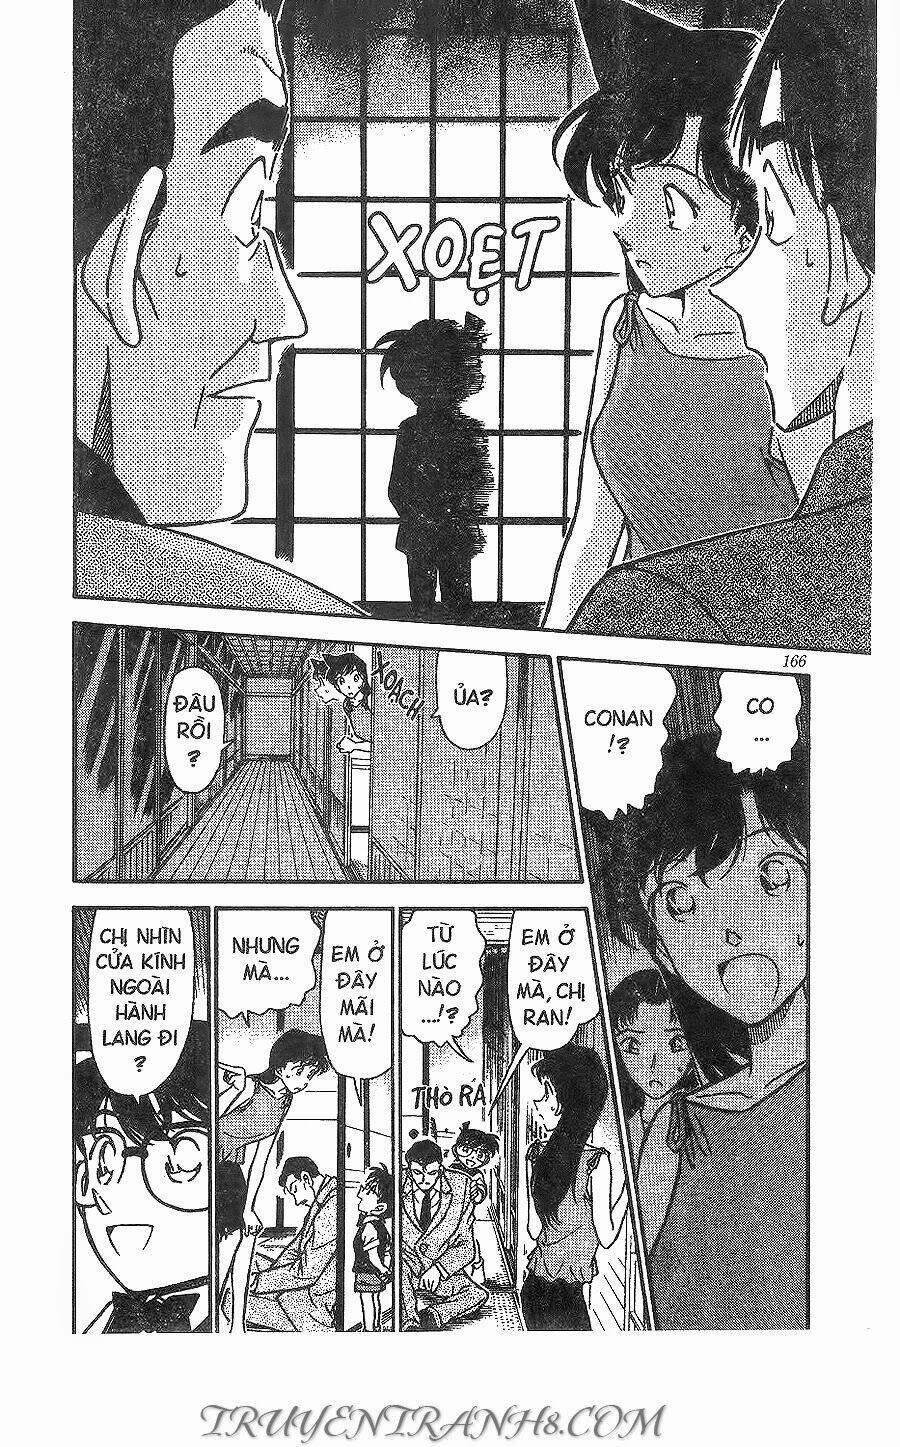 XOẸT
166
CO
...
CONAN
!?
ỦA?
XOẠCH
ĐÂU
RỒI
?
EM Ở
ĐÂY
MÀ, CHỊ
RAN!
TỪ
LÚC
NÀO
...!?
THÒ RA
EM Ở
ĐÂY
MÃI
MÀ!
NHƯNG
MÀ...
CHỊ NHÌN
CỬA KÍNH
NGOÀI
HÀNH
LANG ĐI
?
TRUYENTRANH8.COM